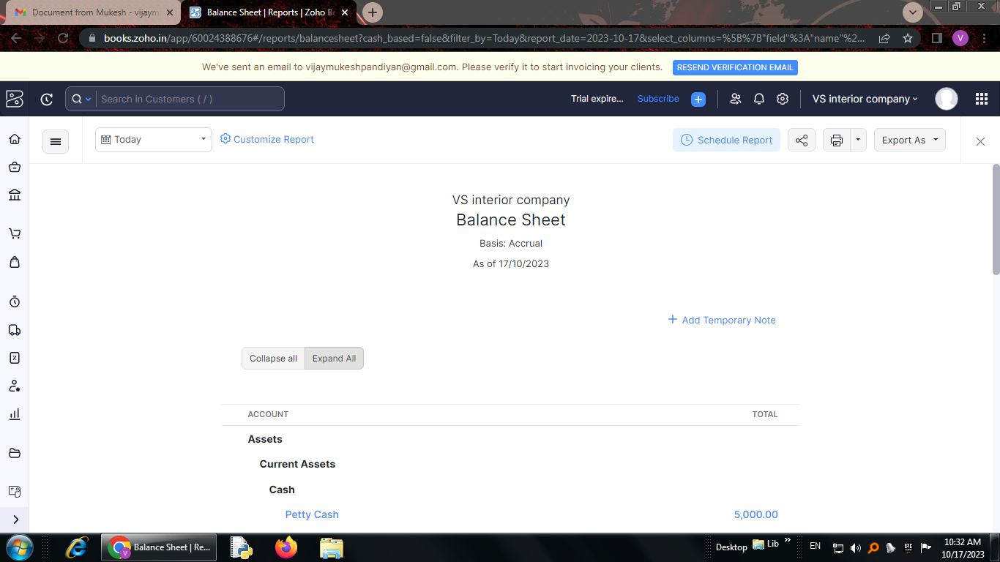 Document from Mukesh - vijaym
Balance Sheet | Reports | Zoho Bo
books.zoho.in/app/60024388676#/reports/balancesheet?cash_based=false&filter_by=Today&report_date=2023-10-17&select_columns=%5B%7B"field"%3A"name"%2...
V
We've sent an email to vijaymukeshpandiyan@gmail.com. Please verify it to start invoicing your clients. RESEND VERIFICATION EMAIL
Search in Customers ( / )
Trial expire... Subscribe
VS interior company
Today
Customize Report
Schedule Report
Export As
VS interior company
Balance Sheet
Basis: Accrual
As of 17/10/2023
Add Temporary Note
Collapse all Expand All
ACCOUNT TOTAL
Assets
Current Assets
Cash
Petty Cash 5,000.00
V
Balance Sheet | Re...
Desktop
Lib
EN
10:32 AM
10/17/2023